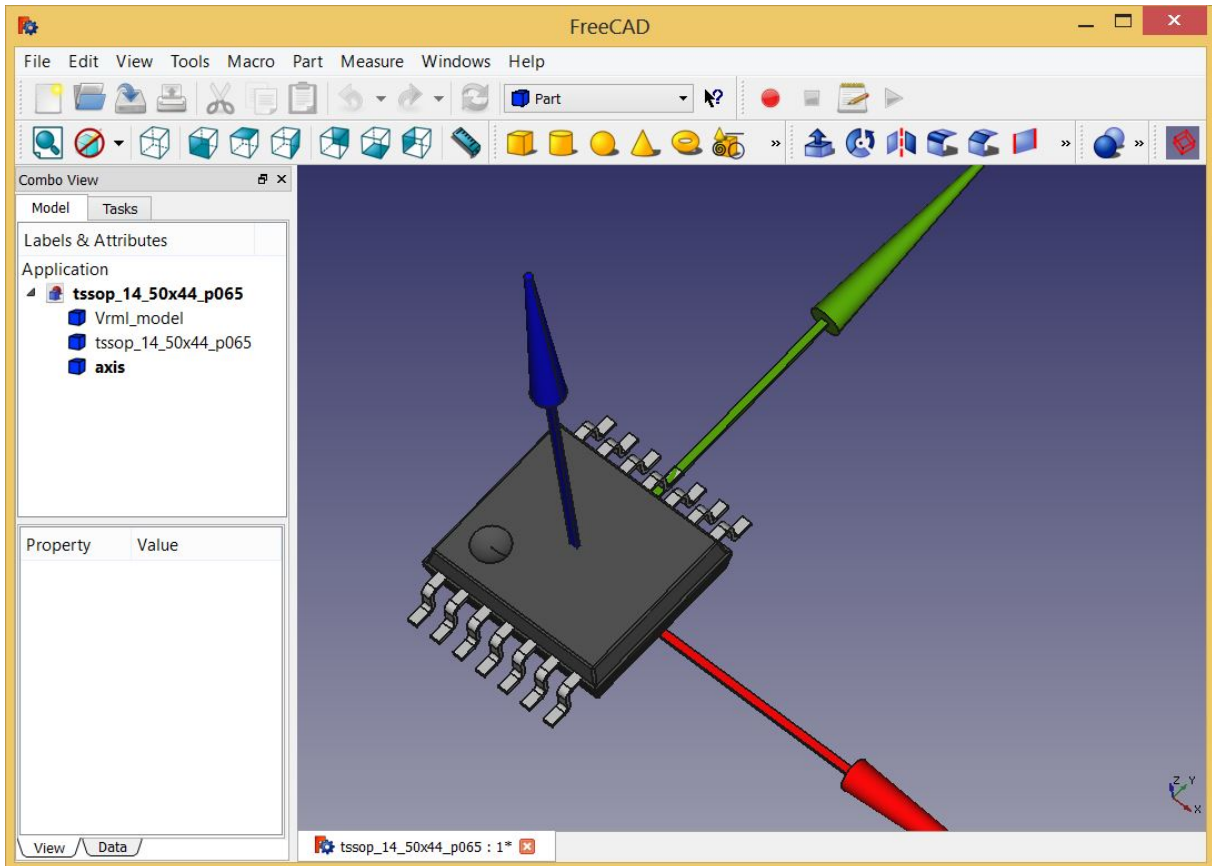 FreeCAD
File Edit View Tools Macro Part Measure Windows Help
Part
Combo View
Model Tasks
Labels & Attributes
Application
tssop_14_50x44_p065
Vrml_model
tssop_14_50x44_p065
axis
Property Value
View Data
tssop_14_50x44_p065 : 1*
Z Y
X